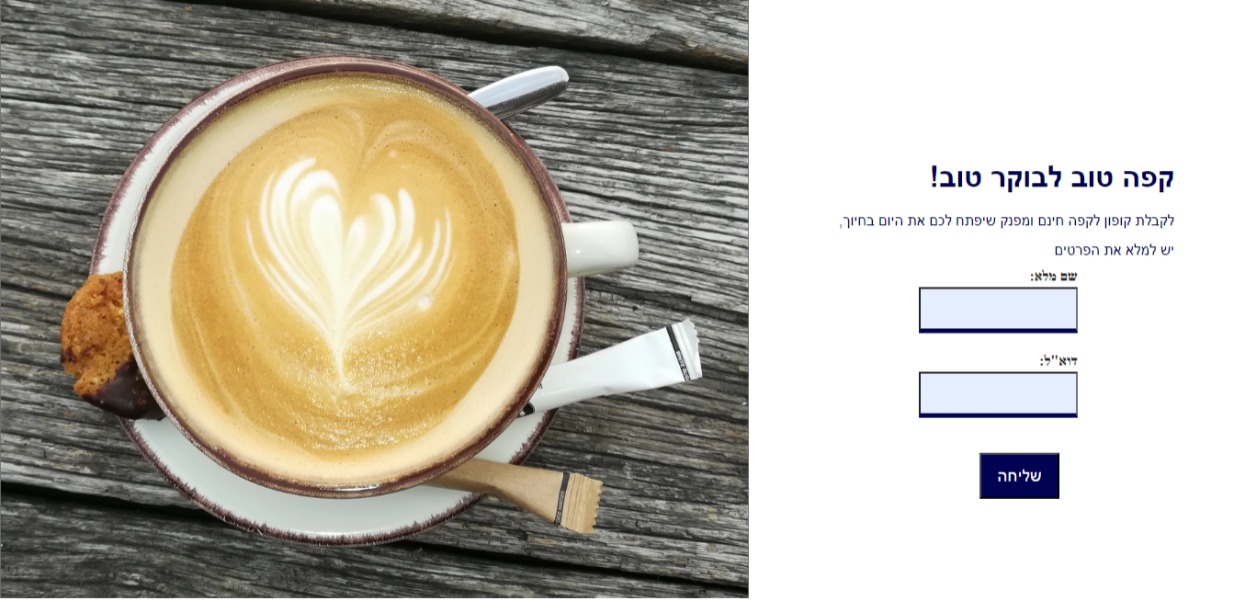 קפה טוב לבוקר טוב!
לקבלת קופון לקפה חינם ומפנק שיפתח לכם את היום בחיוך,
יש למלא את הפרטים
שם מלא:
דוא"ל:
שליחה